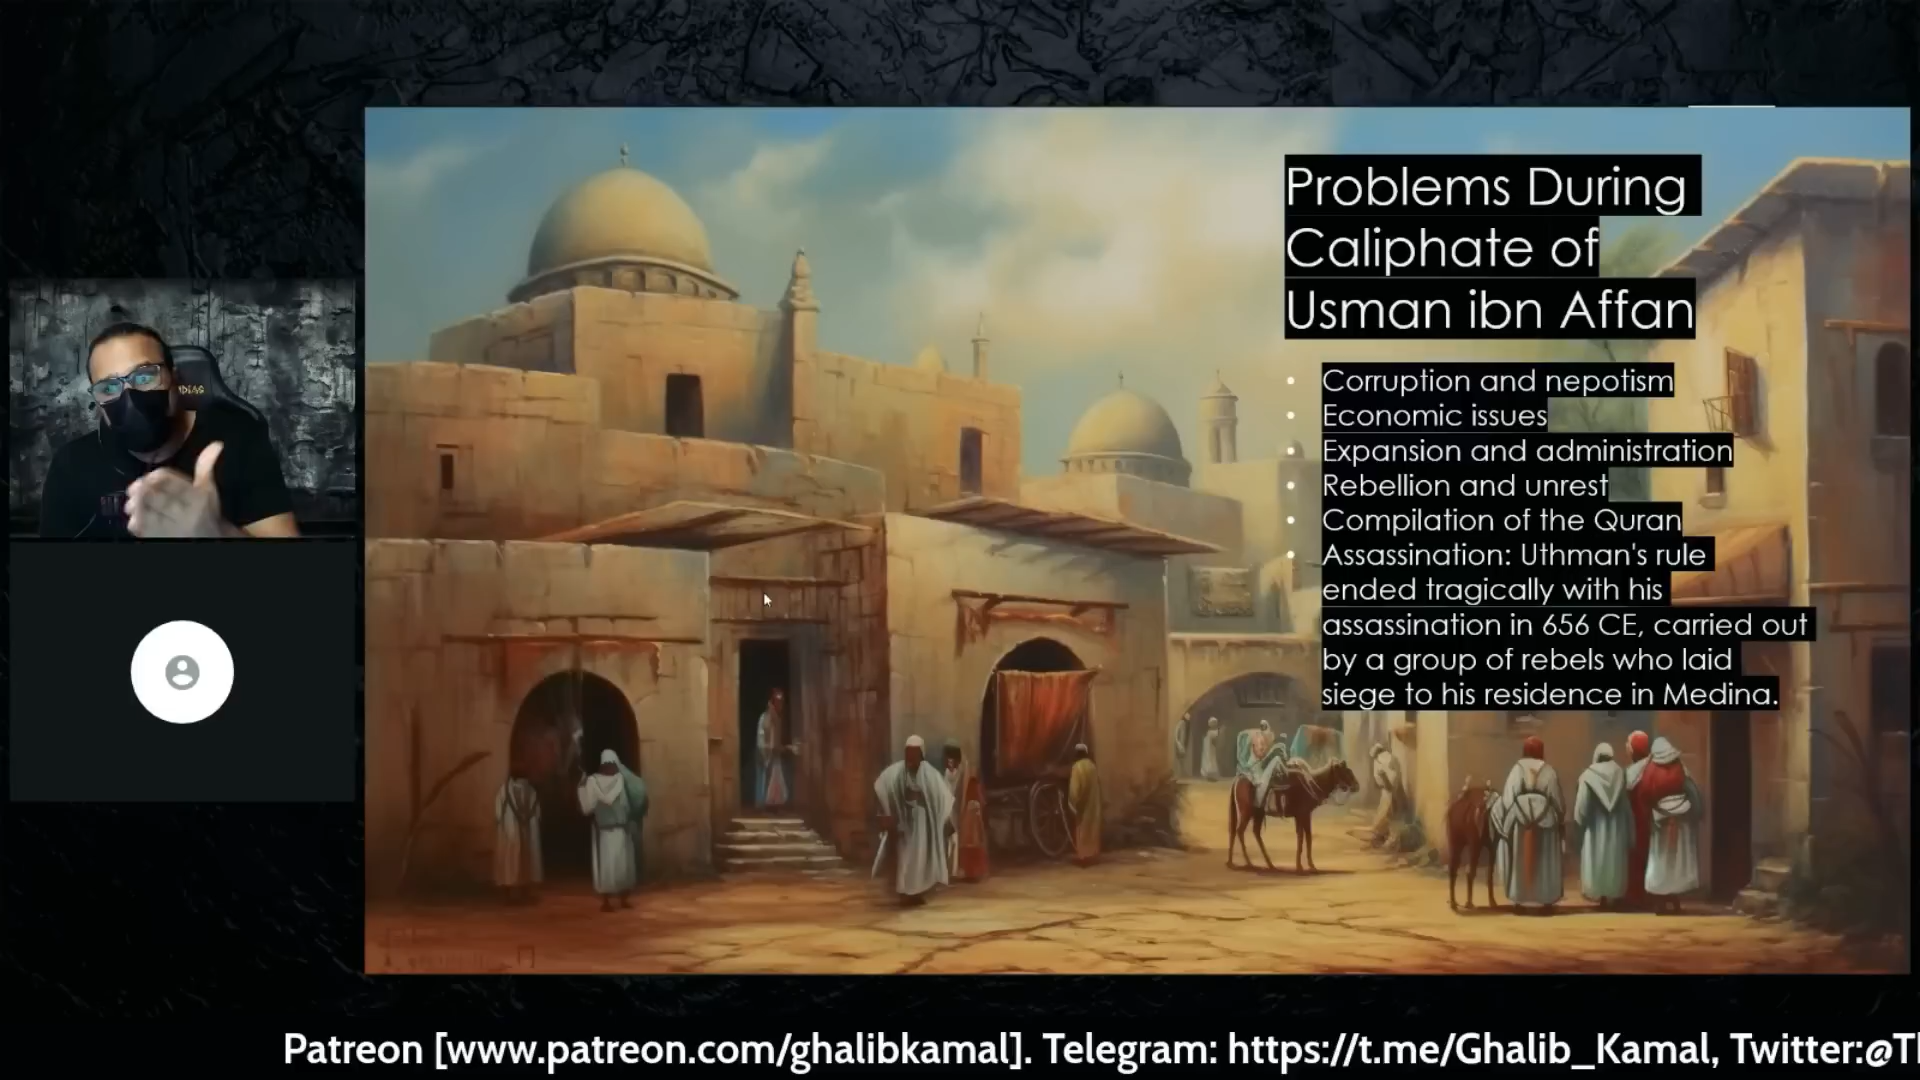 Problems During
Caliphate of
Usman ibn Affan
• Corruption and nepotism
• Economic issues
• Expansion and administration
• Rebellion and unrest
• Compilation of the Quran
• Assassination: Uthman's rule
ended tragically with his
assassination in 656 CE, carried out
by a group of rebels who laid
siege to his residence in Medina.
Patreon [www.patreon.com/ghalibkamal]. Telegram: https://t.me/Ghalib_Kamal, Twitter:@